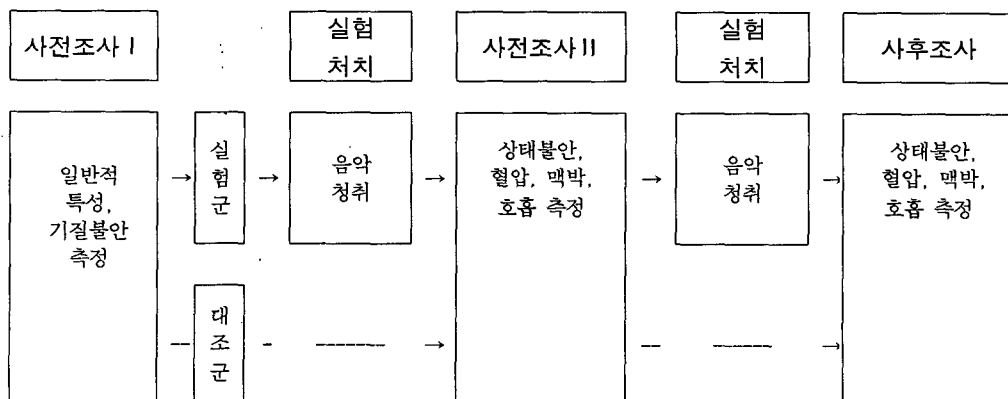 사전조사 I
실험
처치
사전조사 II
실험
처치
사후조사
일반적
특성,
기질불안
측정
→
실
험
군
→
음악
청취
→
상태불안,
혈압, 맥박,
호흡 측정
→
음악
청취
→
상태불안,
혈압, 맥박,
호흡 측정
대
조
군
→
→